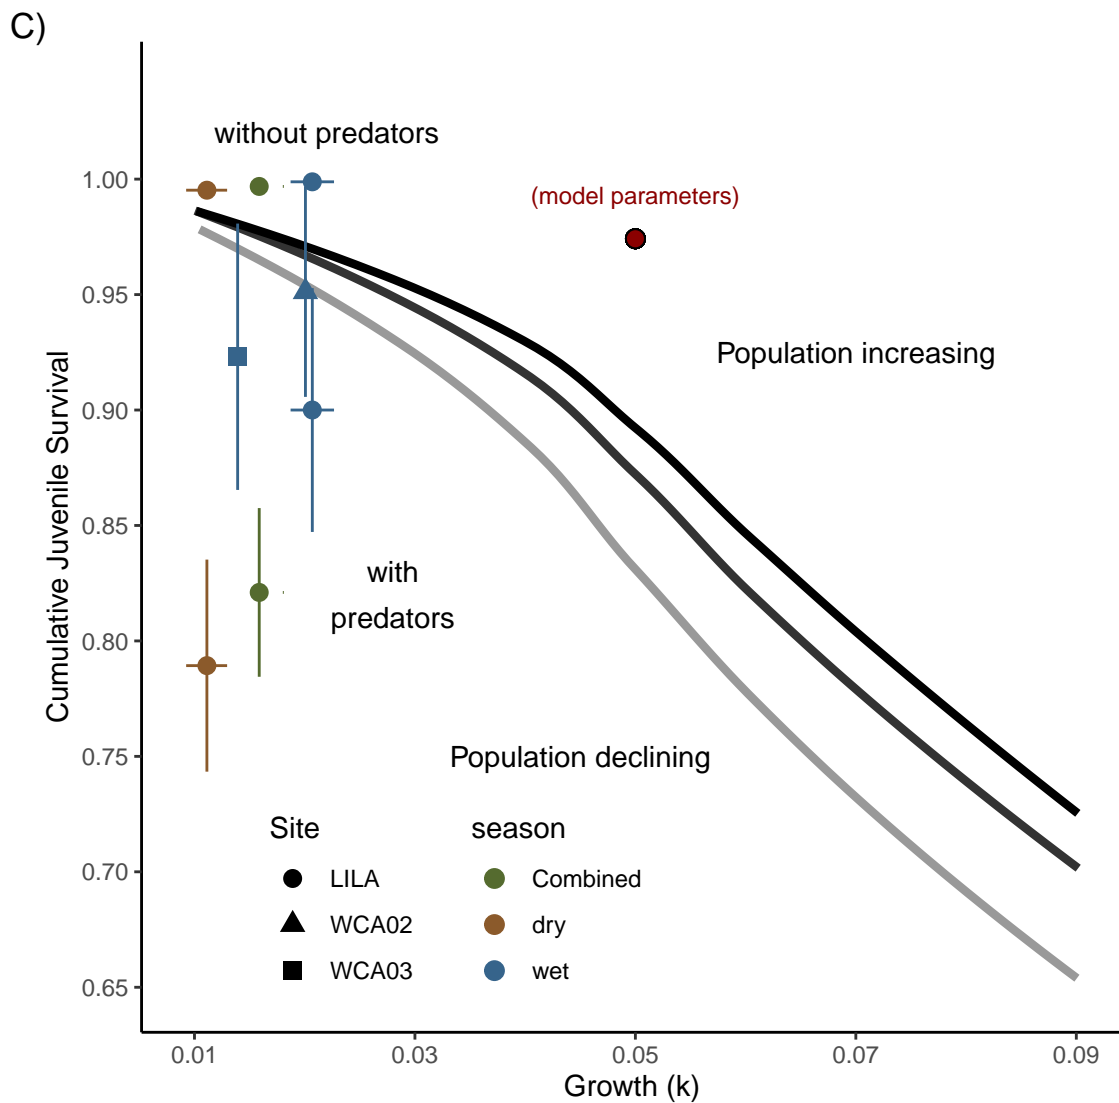 C)
without predators
1.00
(model parameters)
0.95
Population increasing
0.90
Cumulative Juvenile Survival
0.85
with
predators
0.80
0.75
Population declining
Site
season
LILA
Combined
0.70
WCA02
dry
WCA03
wet
0.65
0.01
0.03
0.05
0.07
0.09
Growth (k)